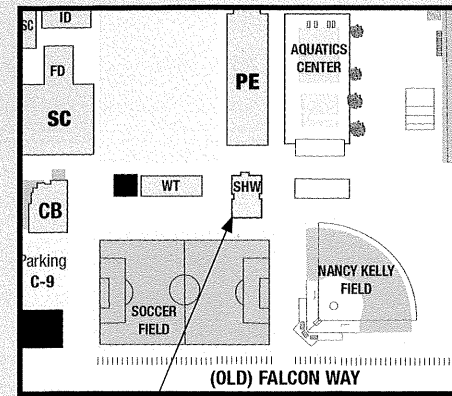 SC
ID
FD
SC
PE
AQUATICS
CENTER
WT
SHW
CB
Parking
C-9
SOCCER
FIELD
NANCY KELLY
FIELD
(OLD) FALCON WAY